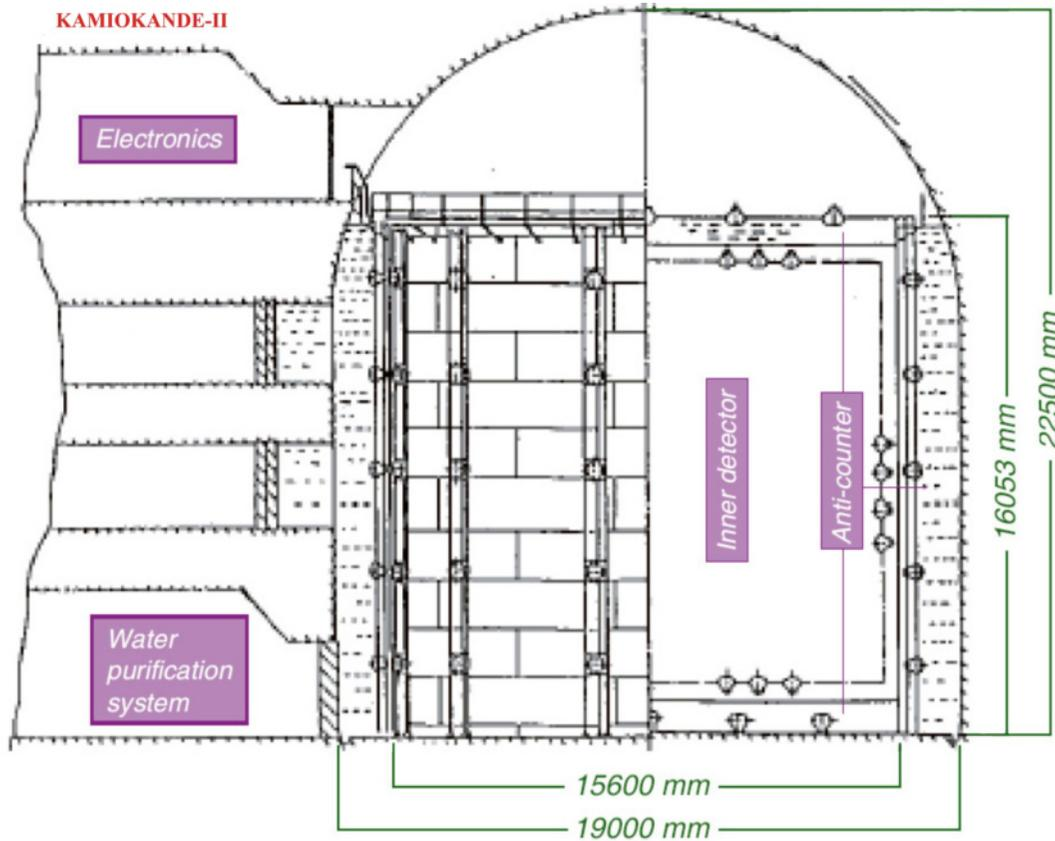 KAMIOKANDE-II
Electronics
Inner detector
Anti-counter
16053 mm
22500 mm
Water
purification
system
15600 mm
19000 mm